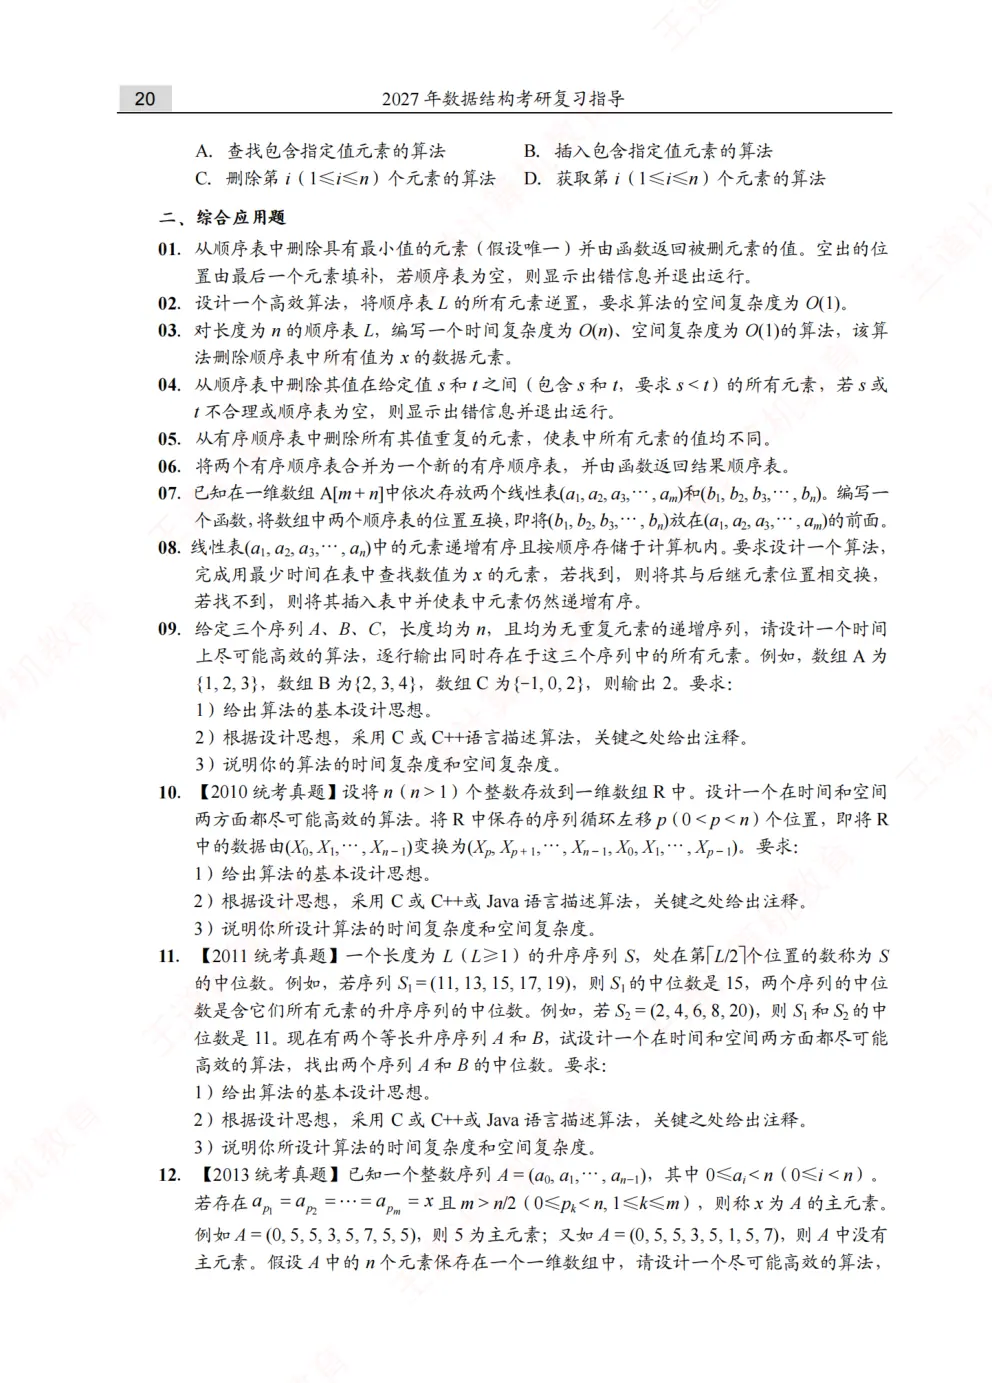 20
2027 年数据结构考研复习指导
A. 查找包含指定值元素的算法 B. 插入包含指定值元素的算法
C. 删除第 i（1≤i≤n）个元素的算法 D. 获取第 i（1≤i≤n）个元素的算法
二、综合应用题
01. 从顺序表中删除具有最小值的元素（假设唯一）并由函数返回被删元素的值。空出的位
置由最后一个元素填补，若顺序表为空，则显示出错信息并退出运行。
02. 设计一个高效算法，将顺序表 L 的所有元素逆置，要求算法的空间复杂度为 O(1)。
03. 对长度为 n 的顺序表 L，编写一个时间复杂度为 O(n)、空间复杂度为 O(1)的算法，该算
法删除顺序表中所有值为 x 的数据元素。
04. 从顺序表中删除其值在给定值 s 和 t 之间（包含 s 和 t，要求 s < t）的所有元素，若 s 或
t 不合理或顺序表为空，则显示出错信息并退出运行。
05. 从有序顺序表中删除所有其值重复的元素，使表中所有元素的值均不同。
06. 将两个有序顺序表合并为一个新的有序顺序表，并由函数返回结果顺序表。
07. 已知在一维数组 A[m + n]中依次存放两个线性表(a₁, a₂, a₃,⋯, aₘ)和(b₁, b₂, b₃,⋯, bₙ)。编写一
个函数，将数组中两个顺序表的位置互换，即将(b₁, b₂, b₃,⋯, bₙ)放在(a₁, a₂, a₃,⋯, aₘ)的前面。
08. 线性表(a₁, a₂, a₃,⋯, aₙ)中的元素递增有序且按顺序存储于计算机内。要求设计一个算法，
完成用最少时间在表中查找数值为 x 的元素，若找到，则将其与后继元素位置相交换，
若找不到，则将其插入表中并使表中元素仍然递增有序。
09. 给定三个序列 A、B、C，长度均为 n，且均为无重复元素的递增序列，请设计一个时间
上尽可能高效的算法，逐行输出同时存在于这三个序列中的所有元素。例如，数组 A 为
{1, 2, 3}，数组 B 为{2, 3, 4}，数组 C 为{−1, 0, 2}，则输出 2。要求：
1）给出算法的基本设计思想。
2）根据设计思想，采用 C 或 C++语言描述算法，关键之处给出注释。
3）说明你的算法的时间复杂度和空间复杂度。
10. 【2010 统考真题】设将 n（n > 1）个整数存放到一维数组 R 中。设计一个在时间和空间
两方面都尽可能高效的算法。将 R 中保存的序列循环左移 p（0 < p < n）个位置，即将 R
中的数据由(X₀, X₁,⋯, Xₙ₋₁)变换为(Xₚ, Xₚ₊₁,⋯, Xₙ₋₁, X₀, X₁,⋯, Xₚ₋₁)。要求：
1）给出算法的基本设计思想。
2）根据设计思想，采用 C 或 C++或 Java 语言描述算法，关键之处给出注释。
3）说明你所设计算法的时间复杂度和空间复杂度。
11. 【2011 统考真题】一个长度为 L（L≥1）的升序序列 S，处在第⌈L/2⌉个位置的数称为 S
的中位数。例如，若序列 S₁ = (11, 13, 15, 17, 19)，则 S₁ 的中位数是 15，两个序列的中位
数是含它们所有元素的升序序列的中位数。例如，若 S₂ = (2, 4, 6, 8, 20)，则 S₁ 和 S₂ 的中
位数是 11。现在有两个等长升序序列 A 和 B，试设计一个在时间和空间两方面都尽可能
高效的算法，找出两个序列 A 和 B 的中位数。要求：
1）给出算法的基本设计思想。
2）根据设计思想，采用 C 或 C++或 Java 语言描述算法，关键之处给出注释。
3）说明你所设计算法的时间复杂度和空间复杂度。
12. 【2013 统考真题】已知一个整数序列 A = (a₀, a₁,⋯, aₙ₋₁)，其中 0≤aᵢ < n（0≤i < n）。
若存在 a_{p₁} = a_{p₂} = ⋯ = a_{pₘ} = x 且 m > n/2（0≤pₖ < n, 1≤k≤m），则称 x 为 A 的主元素。
例如 A = (0, 5, 5, 3, 5, 7, 5, 5)，则 5 为主元素；又如 A = (0, 5, 5, 3, 5, 1, 5, 7)，则 A 中没有
主元素。假设 A 中的 n 个元素保存在一个一维数组中，请设计一个尽可能高效的算法，